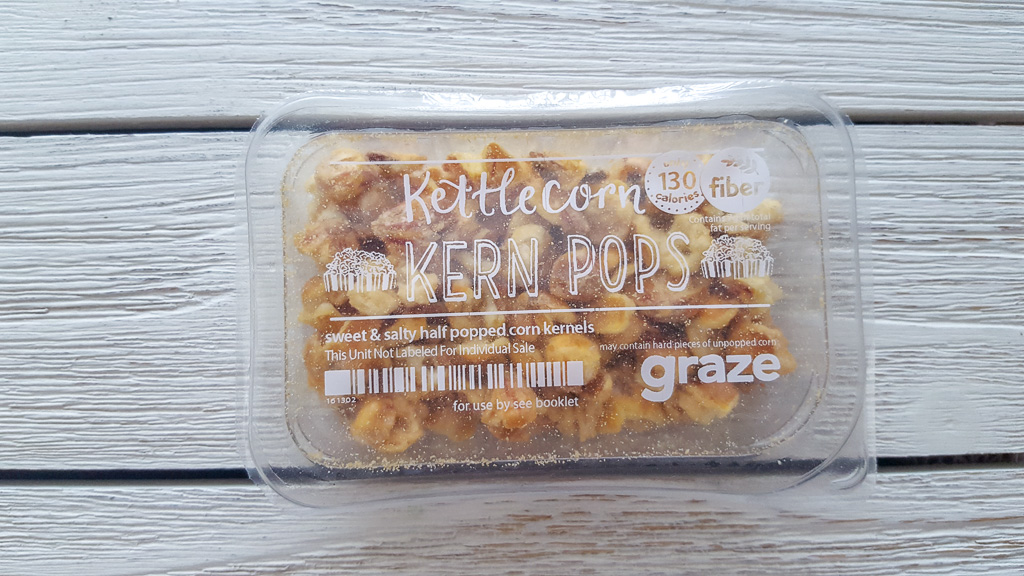 Kettlecorn
130
calories
fiber
fat per serving
KERN POPS
sweet & salty half popped corn kernels
This Unit Not Labeled For Individual Sale
may contain hard pieces of unpopped corn
graze
161302
for use by see booklet